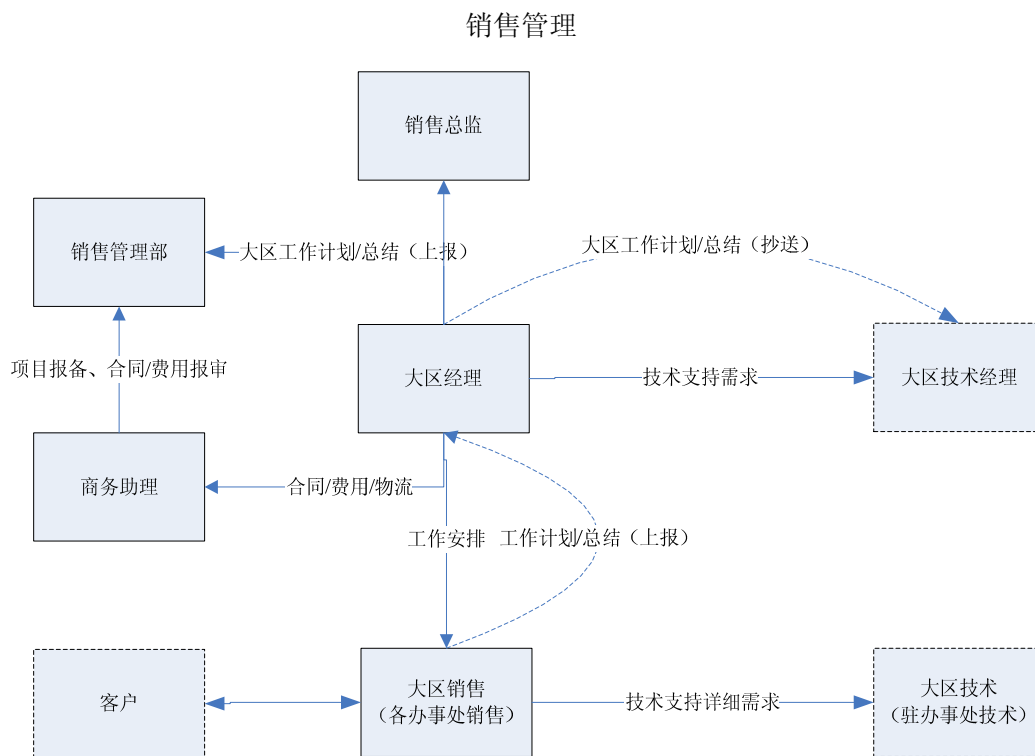 销售管理
销售总监
销售管理部
大区工作计划/总结（上报）
大区工作计划/总结（抄送）
项目报备、合同/费用报审
大区经理
技术支持需求
大区技术经理
商务助理
合同/费用/物流
工作安排
工作计划/总结（上报）
客户
大区销售
（各办事处销售）
技术支持详细需求
大区技术
（驻办事处技术）